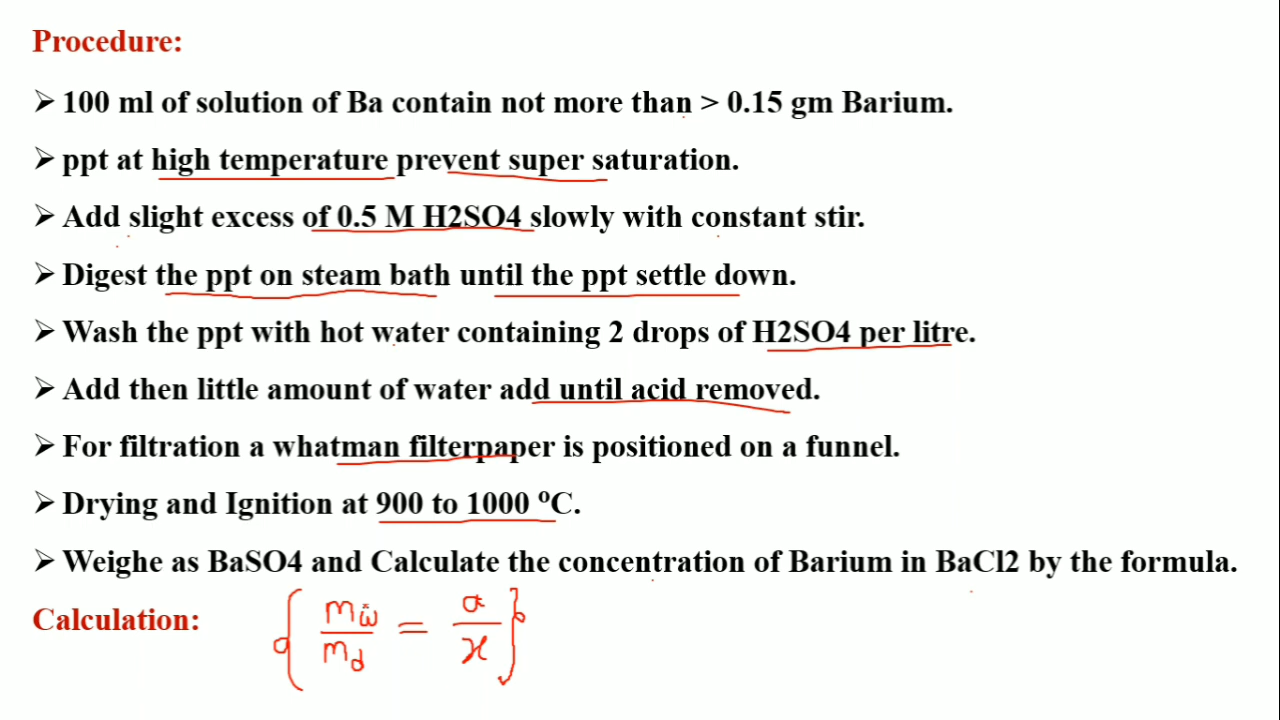 Procedure:
➢ 100 ml of solution of Ba contain not more than > 0.15 gm Barium.
➢ ppt at high temperature prevent super saturation.
➢ Add slight excess of 0.5 M H2SO4 slowly with constant stir.
➢ Digest the ppt on steam bath until the ppt settle down.
➢ Wash the ppt with hot water containing 2 drops of H2SO4 per litre.
➢ Add then little amount of water add until acid removed.
➢ For filtration a whatman filterpaper is positioned on a funnel.
➢ Drying and Ignition at 900 to 1000 °C.
➢ Weighe as BaSO4 and Calculate the concentration of Barium in BaCl2 by the formula.
Calculation: